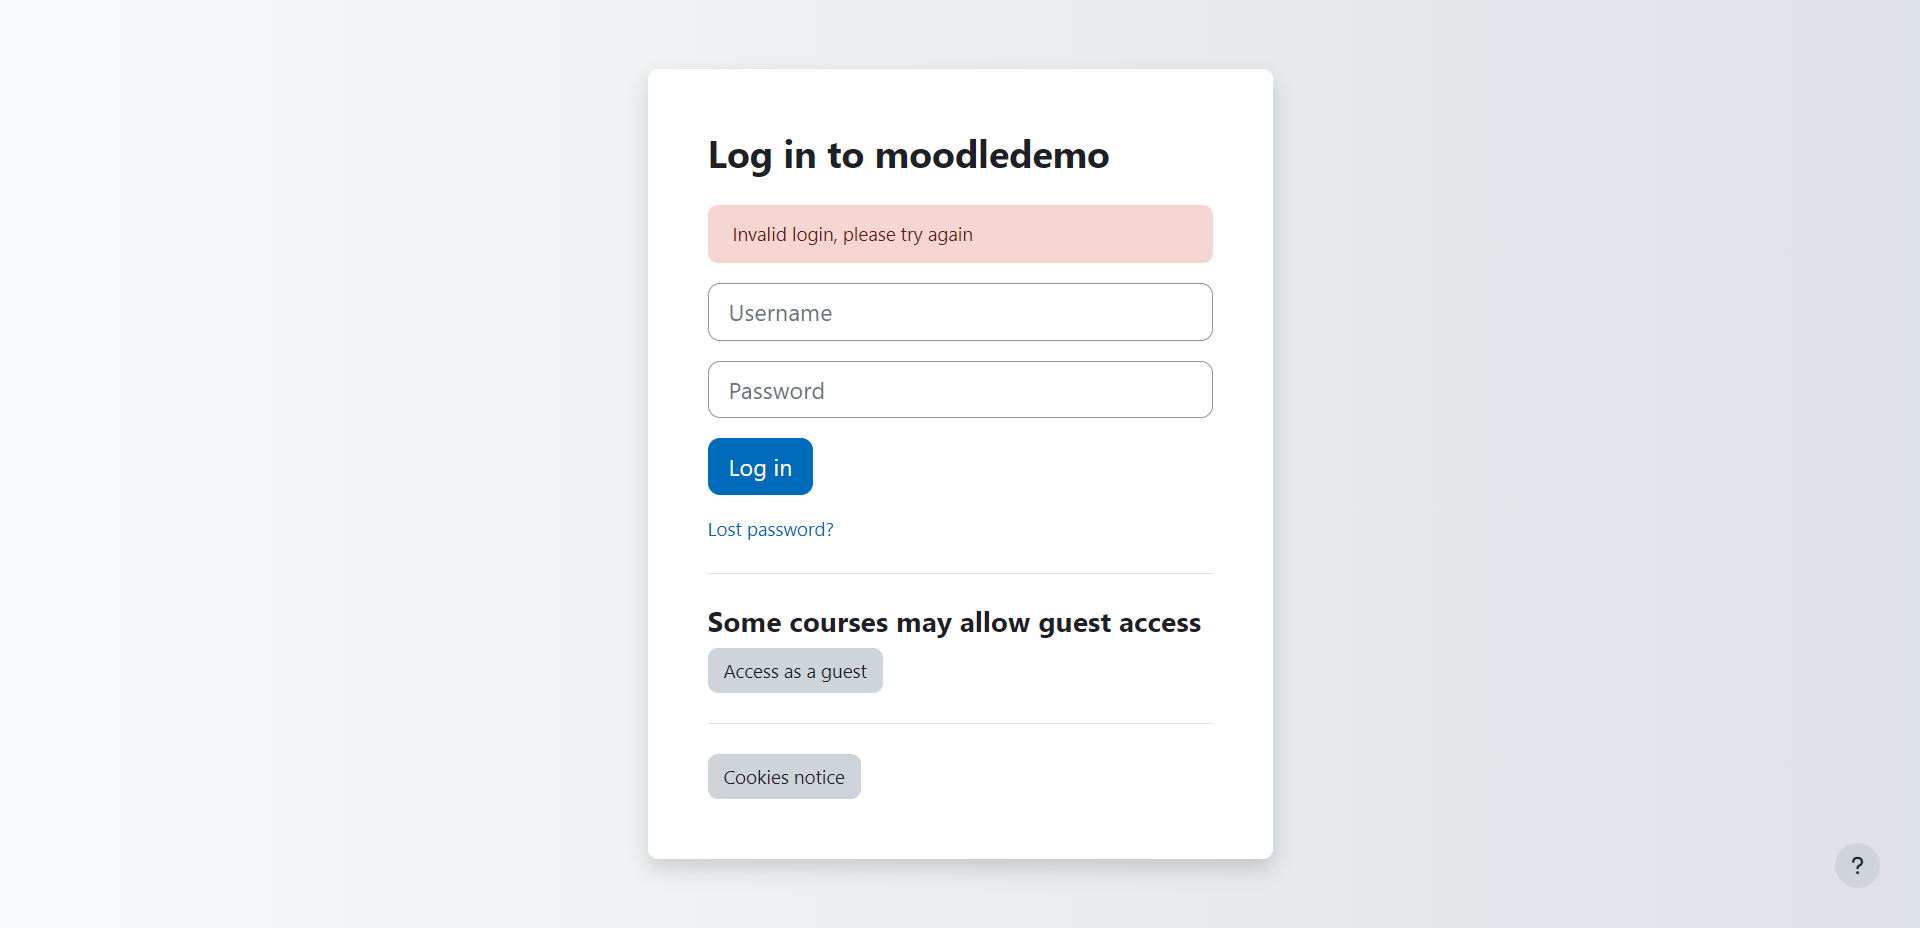 Log in to moodledemo
Invalid login, please try again
Username
Password
Log in
Lost password?
Some courses may allow guest access
Access as a guest
Cookies notice
?